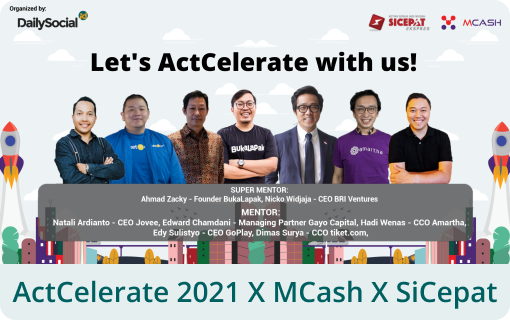 Organized by:
DailySocial
SICEPAT
EKSPRES
MCASH
Let's ActCelerate with us!
BUKALAPAK
amartha
SUPER MENTOR:
Ahmad Zacky - Founder BukaLapak, Nicko Widjaja - CEO BRI Ventures
MENTOR:
Natali Ardianto - CEO Jovee, Edward Chamdani - Managing Partner Gayo Capital, Hadi Wenas - CCO Amartha,
Edy Sulistyo - CEO GoPlay, Dimas Surya - CCO tiket.com,
ActCelerate 2021 X MCash X SiCepat